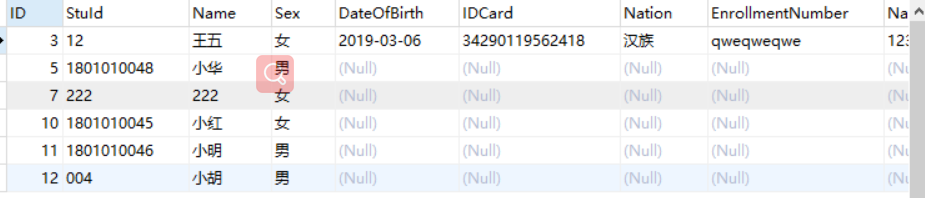 ID StuId Name Sex DateOfBirth IDCard Nation EnrollmentNumber Na
3 12 王五 女 2019-03-06 34290119562418 汉族 qweqweqwe 123
5 1801010048 小华 男 (Null) (Null) (Null) (Null) (Nu
7 222 222 女 (Null) (Null) (Null) (Null) (Nu
10 1801010045 小红 女 (Null) (Null) (Null) (Null) (Nu
11 1801010046 小明 男 (Null) (Null) (Null) (Null) (Nu
12 004 小胡 男 (Null) (Null) (Null) (Null) (Nu